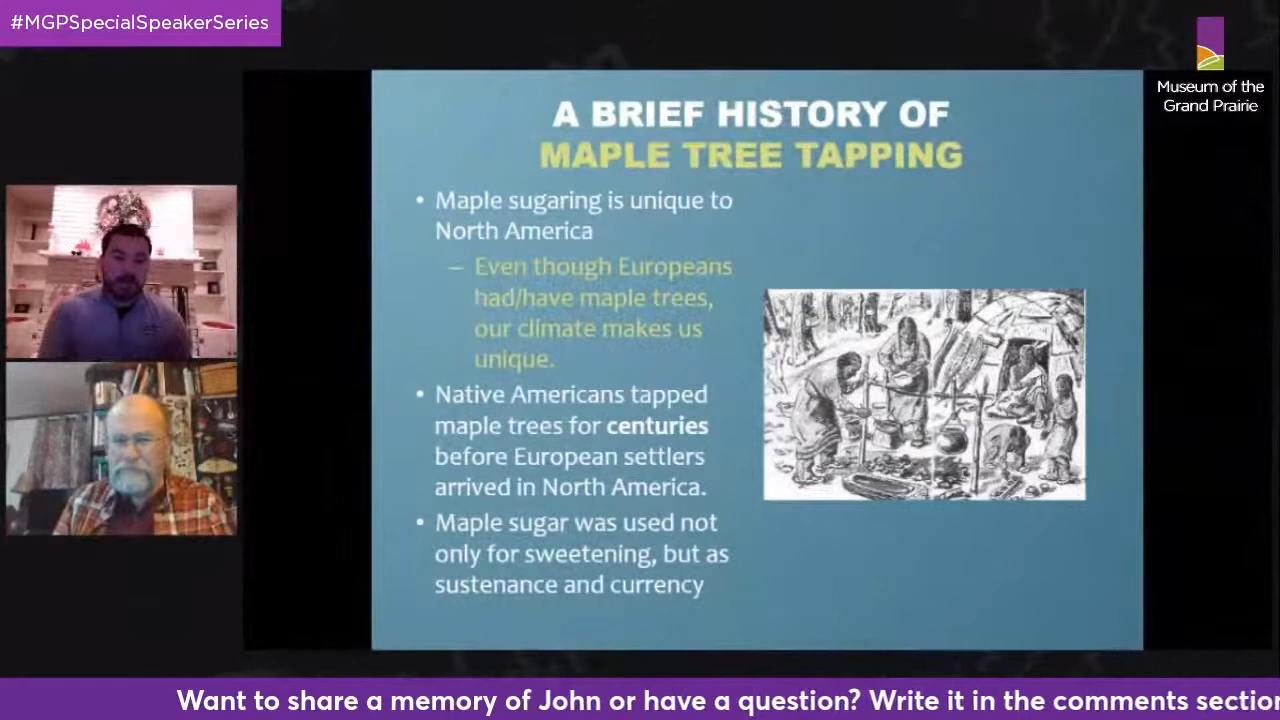 #MGPSpecialSpeakerSeries
Museum of the
Grand Prairie
A BRIEF HISTORY OF
MAPLE TREE TAPPING
• Maple sugaring is unique to
North America
– Even though Europeans
had/have maple trees,
our climate makes us
unique.
• Native Americans tapped
maple trees for centuries
before European settlers
arrived in North America.
• Maple sugar was used not
only for sweetening, but as
sustenance and currency
Want to share a memory of John or have a question? Write it in the comments section